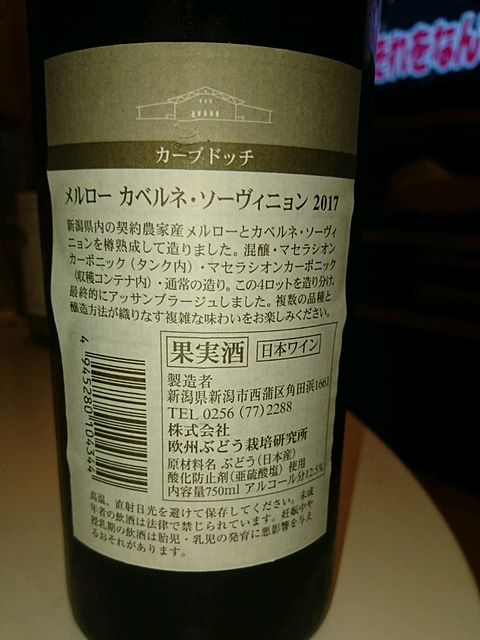 それをなん
カーブドッチ
メルロー カベルネ・ソーヴィニョン 2017
新潟県内の契約農家産メルローとカベルネ・ソーヴィ
ニョンを樽熟成して造りました。混醸・マセラシオン
カーボニック（タンク内）・マセラシオンカーボニック
（収穫コンテナ内）・通常の造り。この4ロットを造り分け、
最終的にアッサンブラージュしました。複数の品種と
醸造方法が織りなす複雑な味わいをお楽しみください。
果実酒 日本ワイン
製造者
新潟県新潟市西蒲区角田浜1661
TEL 0256 (77) 2288
株式会社
欧州ぶどう栽培研究所
原材料名 ぶどう（日本産）
酸化防止剤（亜硫酸塩）使用
内容量750ml アルコール分12.5%
4 945280 104344
高温、直射日光を避けて保存してください。未成
年者の飲酒は法律で禁じられています。妊娠中や
授乳期の飲酒は胎児・乳児の発育に悪影響を与え
るおそれがあります。